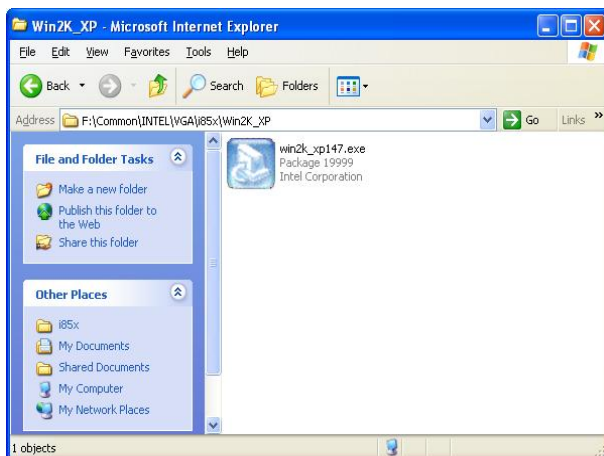 Win2K_XP - Microsoft Internet Explorer
File Edit View Favorites Tools Help
Back Search Folders
Address F:\Common\INTEL\VGA\i85x\Win2K_XP Go Links »
File and Folder Tasks
Make a new folder
Publish this folder to
the Web
Share this folder
Other Places
i85x
My Documents
Shared Documents
My Computer
My Network Places
win2k_xp147.exe
Package 19999
Intel Corporation
1 objects